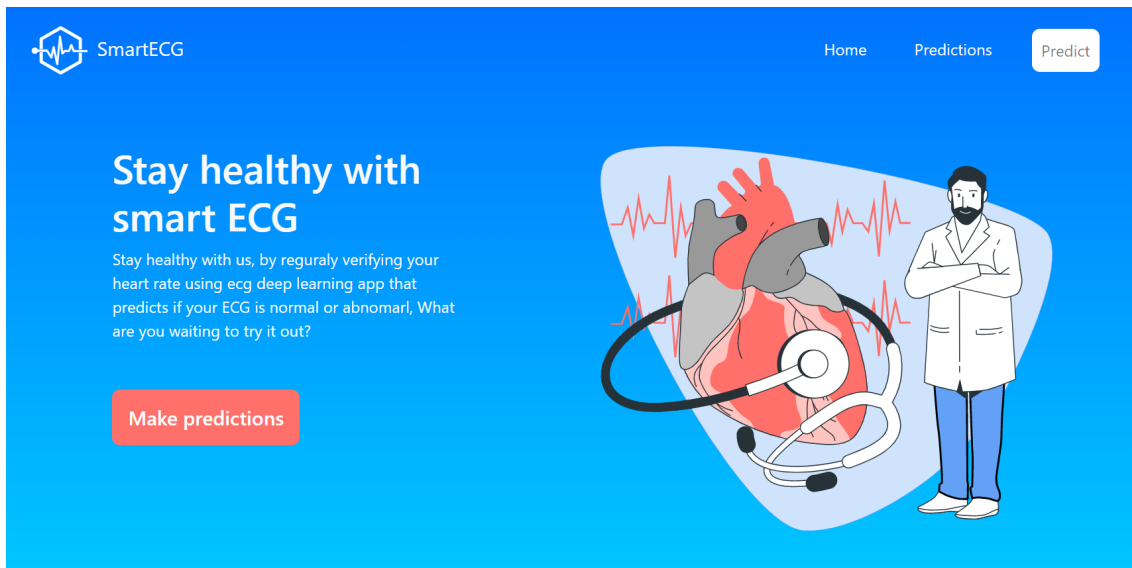 SmartECG
Home
Predictions
Predict
Stay healthy with
smart ECG
Stay healthy with us, by reguraly verifying your
heart rate using ecg deep learning app that
predicts if your ECG is normal or abnomarl, What
are you waiting to try it out?
Make predictions